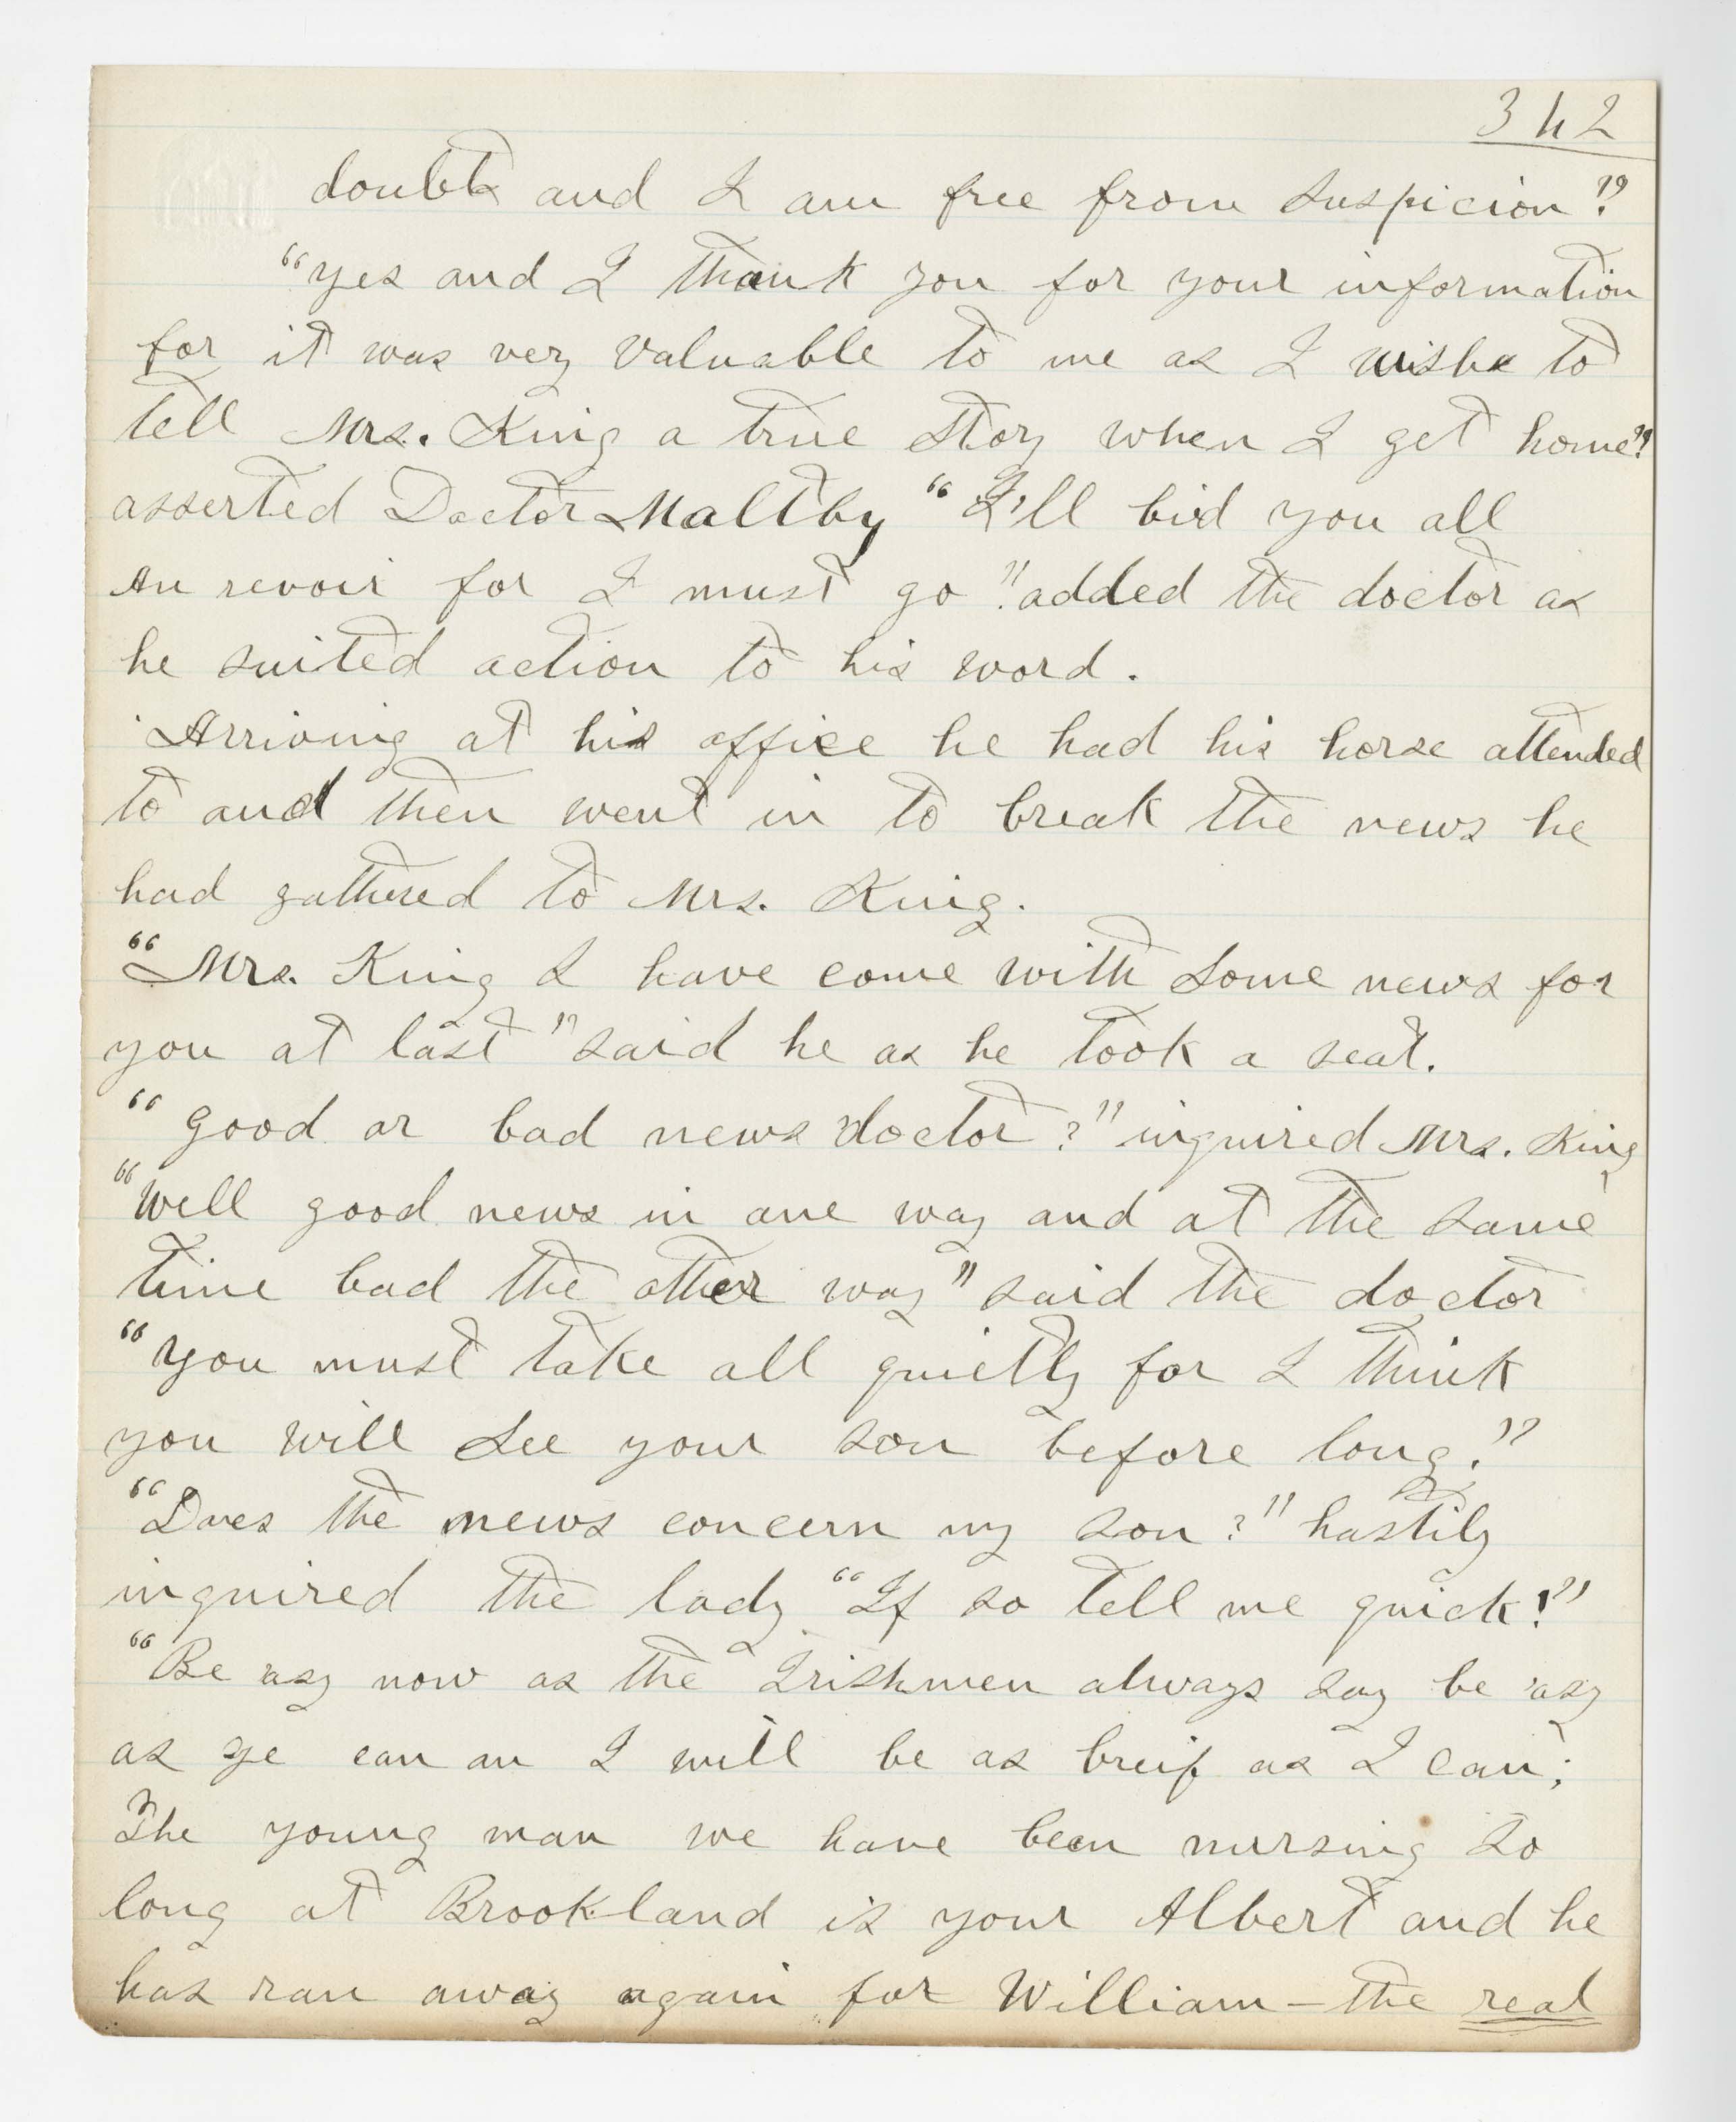 342
doubts and I am free from suspicion?"
"yes and I thank you for your information
for it was very valuable to me as I wish to
tell Mrs. King a true story when I get home"
asserted Doctor Maltby "I'll bid you all
Au revoir for I must go". added the doctor as
he suited action to his word.
Arriving at his office he had his horse attended
to and then went in to break the news he
had gathered to Mrs. King.
"Mrs. King I have come with some news for
you at last" said he as he took a seat.
"good or bad news doctor?" inquired Mrs. King
"Well good news in one way and at the same
time bad the other way" said the doctor
"you must take all quietly for I think
you will see your son before long."
"Does the news concern my son?" hastily
inquired the lady "If so tell me quick!"
"Be 'asy now as the Irishmen always say be 'asy
as ye can an I will be as breif as I can;
The young man we have been nursing so
long at Brookland is your Albert and he
has ran away again for William – the real